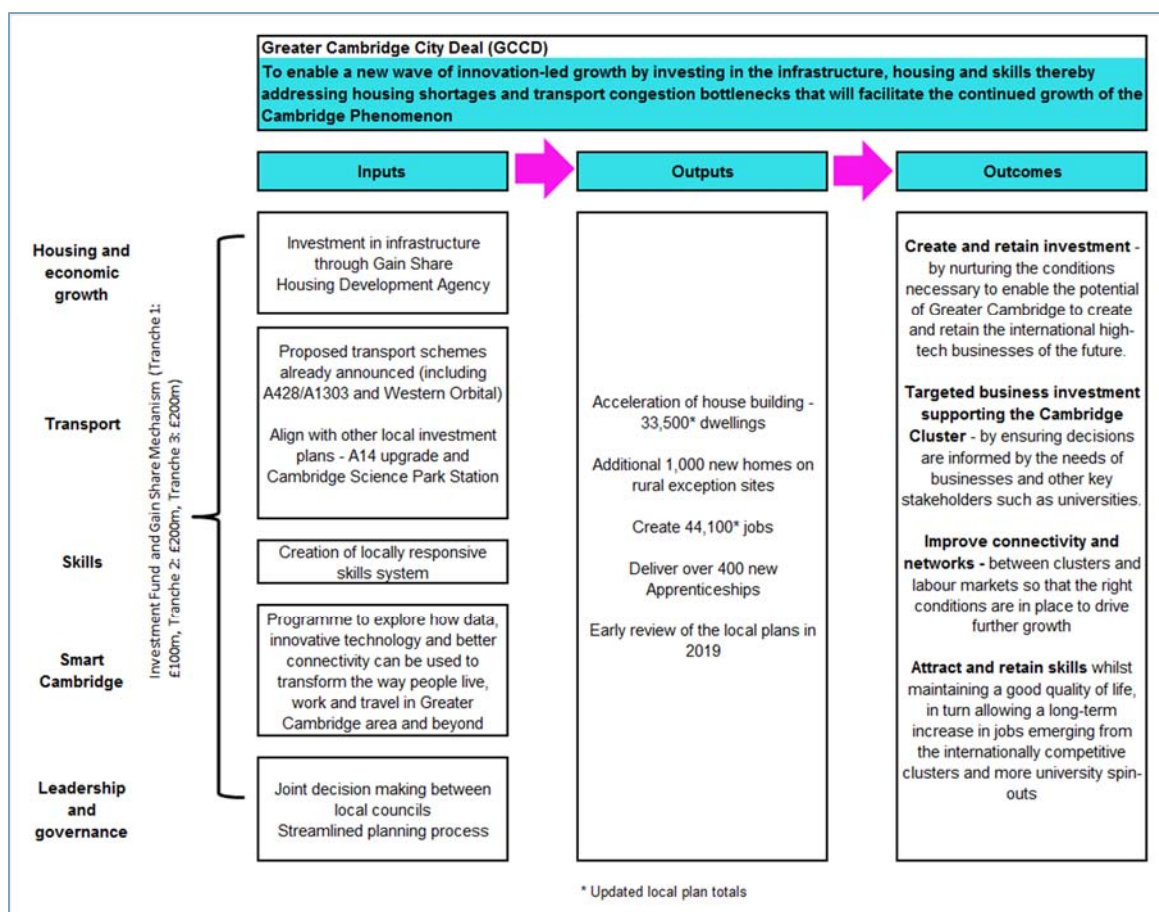 Greater Cambridge City Deal (GCCD)
To enable a new wave of innovation-led growth by investing in the infrastructure, housing and skills thereby
addressing housing shortages and transport congestion bottlenecks that will facilitate the continued growth of the
Cambridge Phenomenon
Inputs
Outputs
Outcomes
Investment Fund and Gain Share Mechanism (Tranche 1:
£100m, Tranche 2: £200m, Tranche 3: £200m)
Housing and
economic
growth
Investment in infrastructure
through Gain Share
Housing Development Agency
Transport
Proposed transport schemes
already announced (including
A428/A1303 and Western Orbital)
Align with other local investment
plans - A14 upgrade and
Cambridge Science Park Station
Skills
Creation of locally responsive
skills system
Smart
Cambridge
Programme to explore how data,
innovative technology and better
connectivity can be used to
transform the way people live,
work and travel in Greater
Cambridge area and beyond
Leadership
and
governance
Joint decision making between
local councils
Streamlined planning process
Acceleration of house building -
33,500* dwellings
Additional 1,000 new homes on
rural exception sites
Create 44,100* jobs
Deliver over 400 new
Apprenticeships
Early review of the local plans in
2019
Create and retain investment -
by nurturing the conditions
necessary to enable the potential
of Greater Cambridge to create
and retain the international high-
tech businesses of the future.
Targeted business investment
supporting the Cambridge
Cluster - by ensuring decisions
are informed by the needs of
businesses and other key
stakeholders such as universities.
Improve connectivity and
networks - between clusters and
labour markets so that the right
conditions are in place to drive
further growth
Attract and retain skills whilst
maintaining a good quality of life,
in turn allowing a long-term
increase in jobs emerging from
the internationally competitive
clusters and more university spin-
outs
* Updated local plan totals